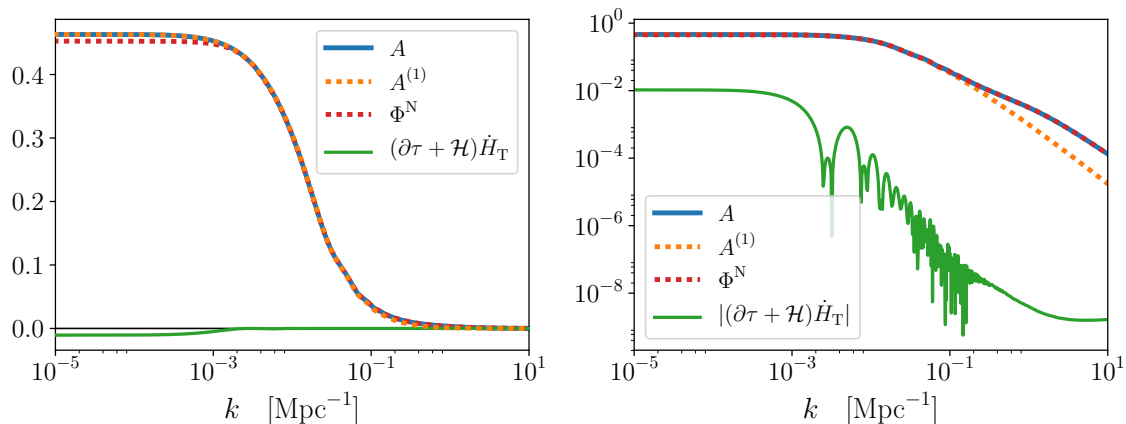 0.4
0.3
0.2
0.1
0.0
A
A^(1)
Φ^N
(∂τ + ℋ)Ḣ_T
10^−5
10^−3
10^−1
10^1
k [Mpc^−1]
10^0
10^−2
10^−4
10^−6
10^−8
A
A^(1)
Φ^N
|(∂τ + ℋ)Ḣ_T|
10^−5
10^−3
10^−1
10^1
k [Mpc^−1]